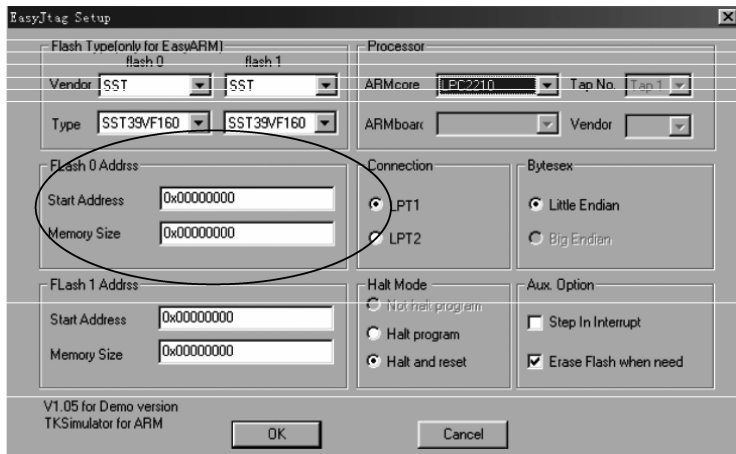 EasyJtag Setup
Flash Type(only for EasyARM)
flash 0 flash 1
Vendor SST SST
Type SST39VF160 SST39VF160
Processor
ARMcore LPC2210 Tap No. Tap 1
ARMboard Vendor
FLash 0 Addrss
Start Address 0x00000000
Memory Size 0x00000000
Connection
LPT1
LPT2
Bytesex
Little Endian
Big Endian
FLash 1 Addrss
Start Address 0x00000000
Memory Size 0x00000000
Halt Mode
Not halt program
Halt program
Halt and reset
Aux. Option
Step In Interrupt
Erase Flash when need
V1.05 for Demo version
TKSimulator for ARM
OK Cancel